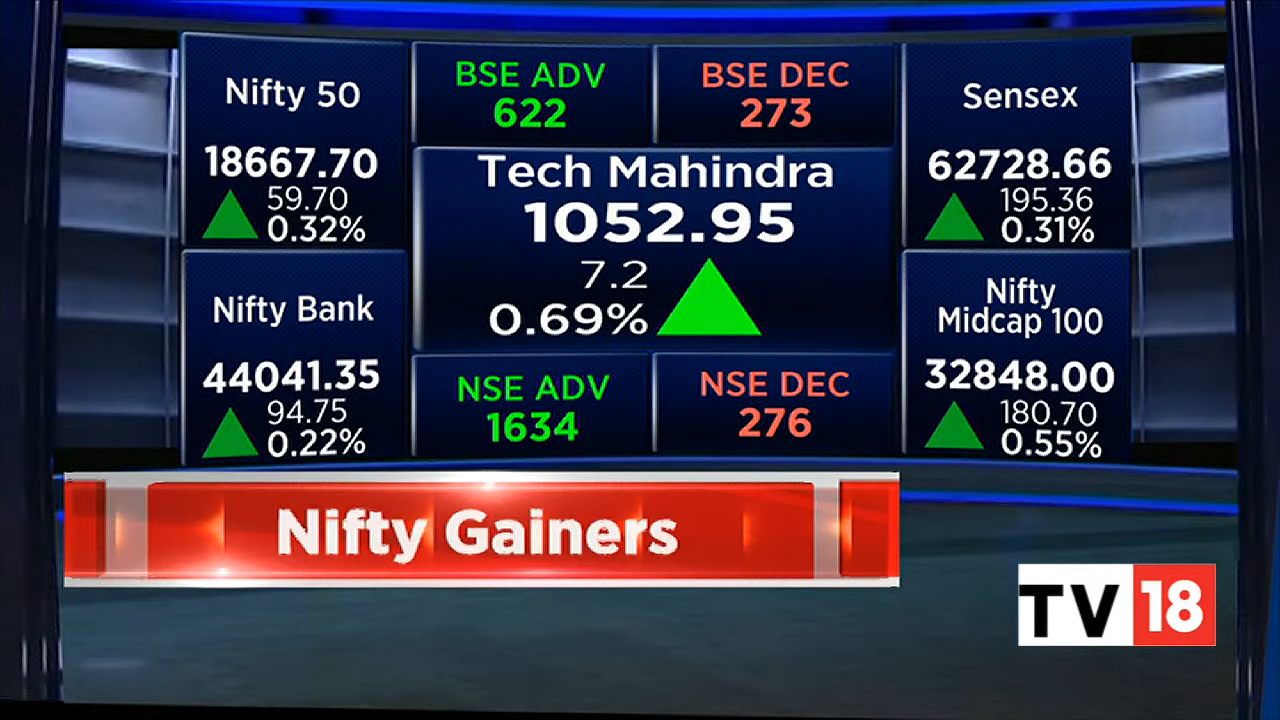 Nifty 50
18667.70
59.70
0.32%
BSE ADV
622
BSE DEC
273
Sensex
62728.66
195.36
0.31%
Tech Mahindra
1052.95
7.2
0.69%
Nifty Bank
44041.35
94.75
0.22%
NSE ADV
1634
NSE DEC
276
Nifty
Midcap 100
32848.00
180.70
0.55%
Nifty Gainers
TV18